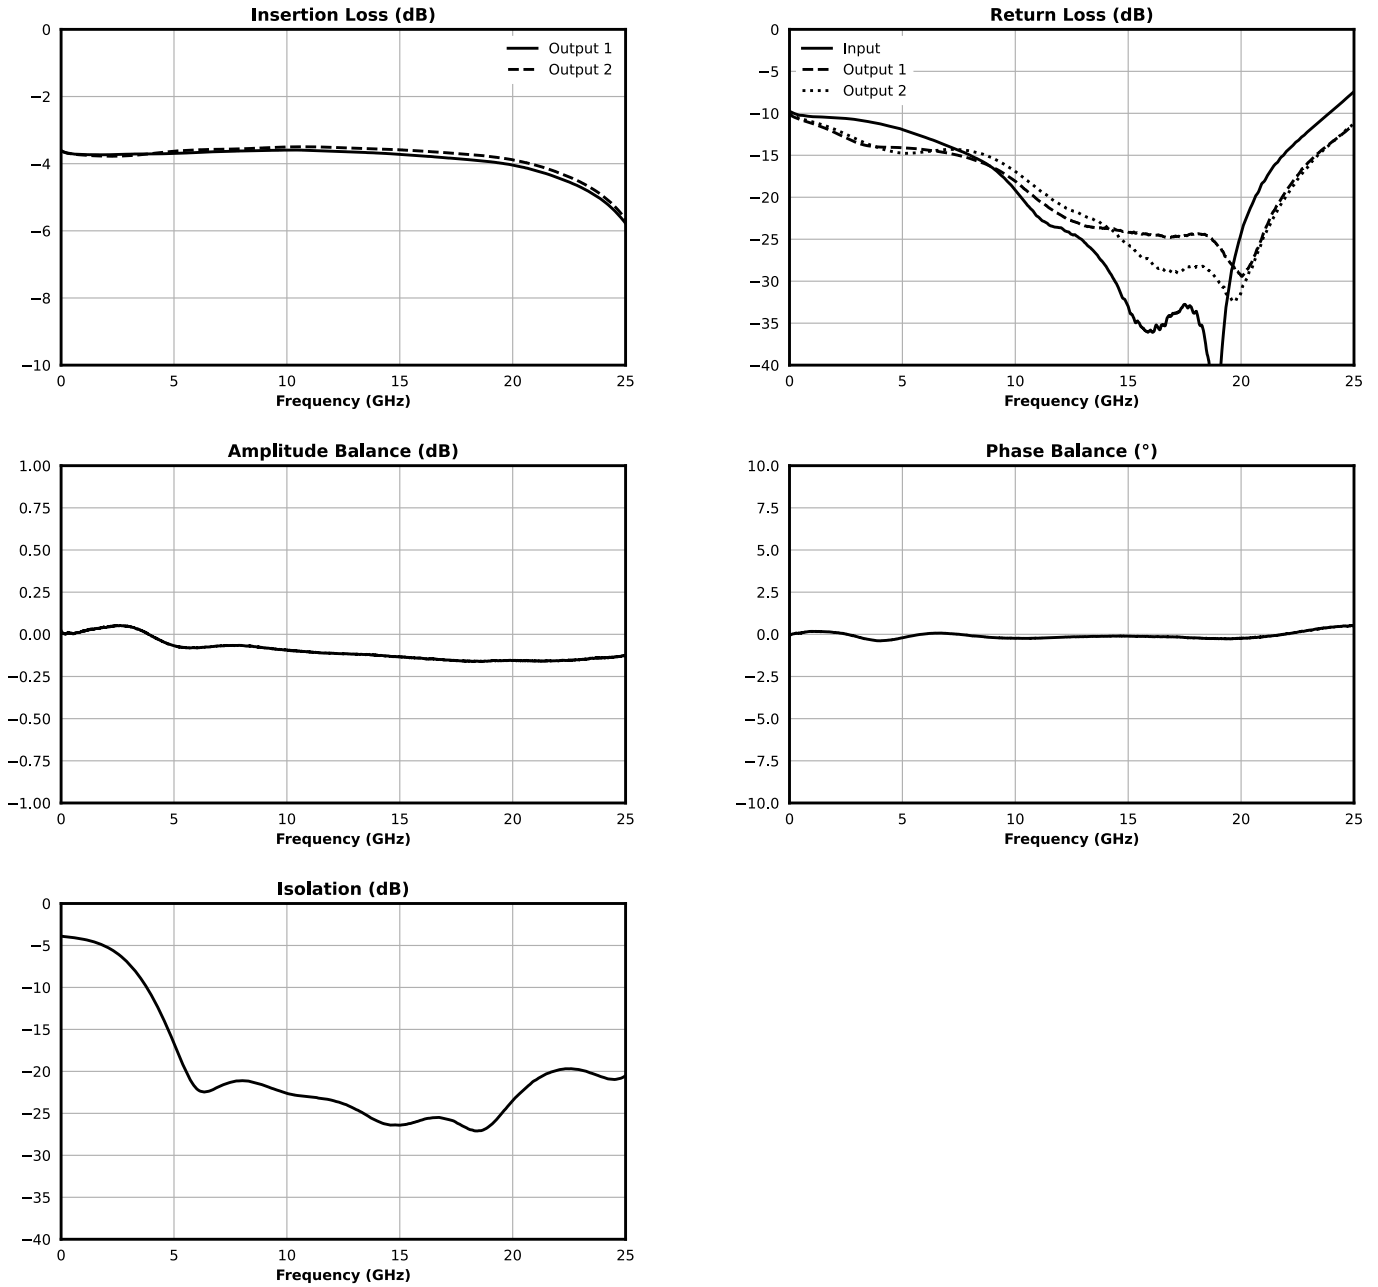 Insertion Loss (dB)
0
−2
−4
−6
−8
−10
Output 1
Output 2
0 5 10 15 20 25
Frequency (GHz)
Return Loss (dB)
0
−5
−10
−15
−20
−25
−30
−35
−40
Input
Output 1
Output 2
0 5 10 15 20 25
Frequency (GHz)
Amplitude Balance (dB)
1.00
0.75
0.50
0.25
0.00
−0.25
−0.50
−0.75
−1.00
0 5 10 15 20 25
Frequency (GHz)
Phase Balance (°)
10.0
7.5
5.0
2.5
0.0
−2.5
−5.0
−7.5
−10.0
0 5 10 15 20 25
Frequency (GHz)
Isolation (dB)
0
−5
−10
−15
−20
−25
−30
−35
−40
0 5 10 15 20 25
Frequency (GHz)